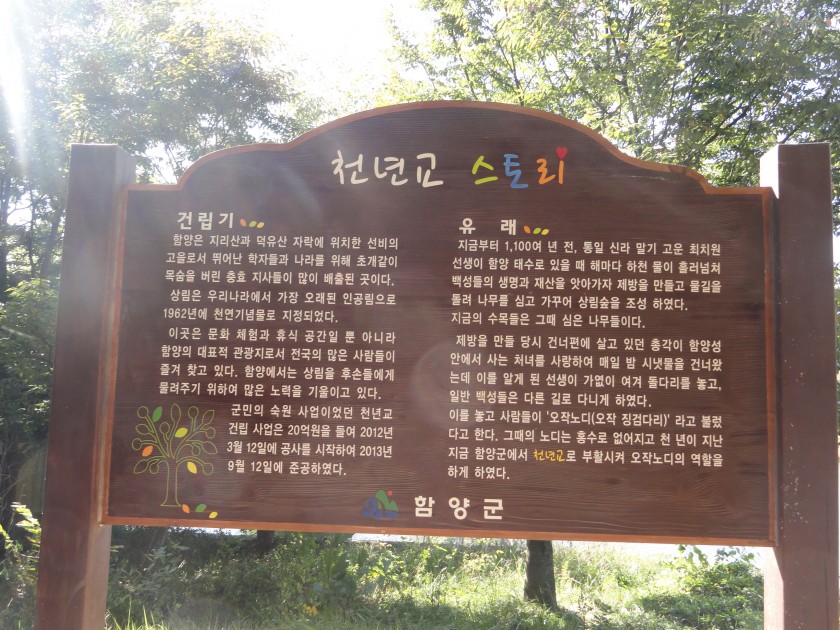 천년교 스토리
건립기
함양은 지리산과 덕유산 자락에 위치한 선비의
고을로서 뛰어난 학자들과 나라를 위해 초개같이
목숨을 버린 충효 지사들이 많이 배출된 곳이다.
상림은 우리나라에서 가장 오래된 인공림으로
1962년에 천연기념물로 지정되었다.
이곳은 문화 체험과 휴식 공간일 뿐 아니라
함양의 대표적 관광지로서 전국의 많은 사람들이
즐겨 찾고 있다. 함양에서는 상림을 후손들에게
물려주기 위하여 많은 노력을 기울이고 있다.
군민의 숙원 사업이었던 천년교
건립 사업은 20억원을 들여 2012년
3월 12일에 공사를 시작하여 2013년
9월 12일에 준공하였다.
유 래
지금부터 1,100여 년 전, 통일 신라 말기 고운 최치원
선생이 함양 태수로 있을 때 해마다 하천 물이 흘러넘쳐
백성들의 생명과 재산을 앗아가자 제방을 만들고 물길을
돌려 나무를 심고 가꾸어 상림숲을 조성 하였다.
지금의 수목들은 그때 심은 나무들이다.
제방을 만들 당시 건너편에 살고 있던 총각이 함양성
안에서 사는 처녀를 사랑하여 매일 밤 시냇물을 건너왔
는데 이를 알게 된 선생이 가엾이 여겨 돌다리를 놓고,
일반 백성들은 다른 길로 다니게 하였다.
이를 놓고 사람들이 '오작노디(오작 징검다리)' 라고 불렀
다고 한다. 그때의 노디는 홍수로 없어지고 천 년이 지난
지금 함양군에서 천년교로 부활시켜 오작노디의 역할을
하게 하였다.
함양군